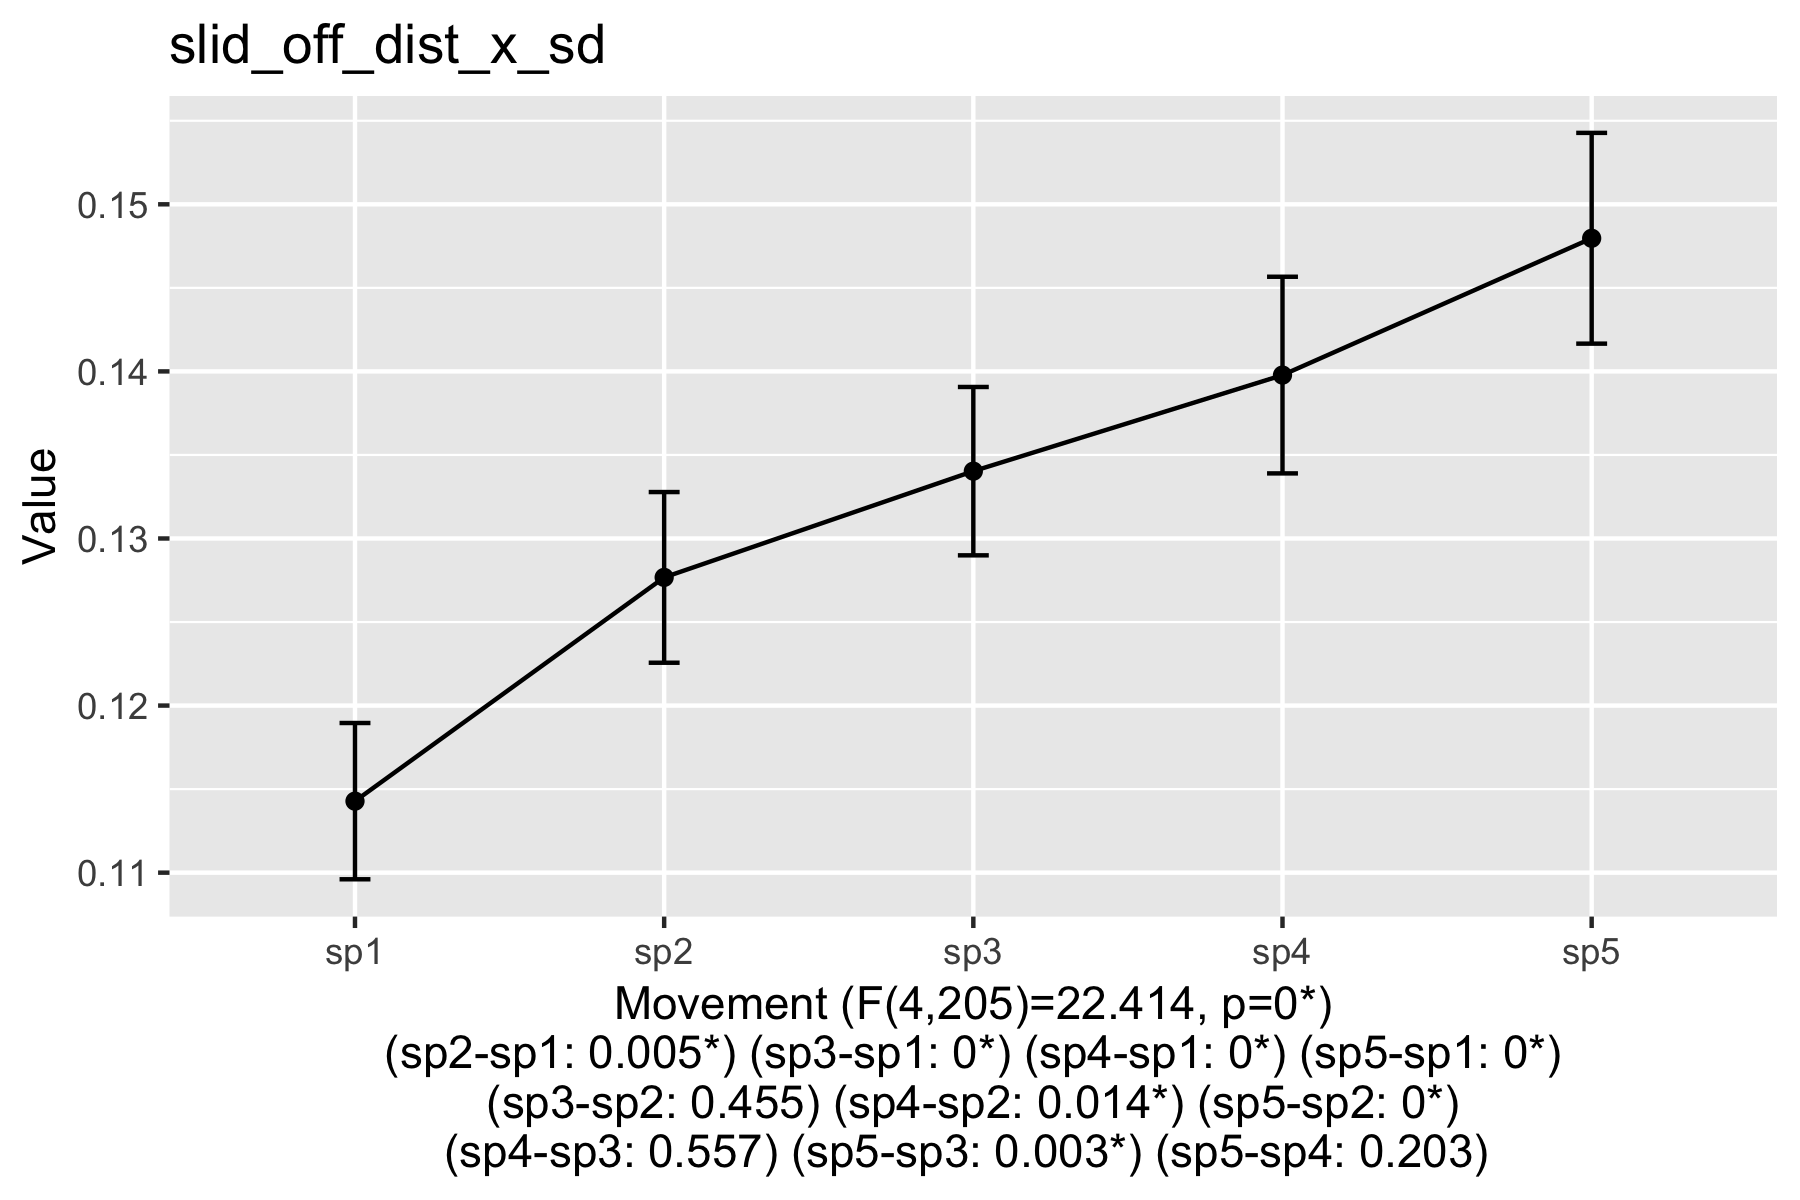 slid_off_dist_x_sd
Value
0.15
0.14
0.13
0.12
0.11
sp1 sp2 sp3 sp4 sp5
Movement (F(4,205)=22.414, p=0*)
(sp2-sp1: 0.005*) (sp3-sp1: 0*) (sp4-sp1: 0*) (sp5-sp1: 0*)
(sp3-sp2: 0.455) (sp4-sp2: 0.014*) (sp5-sp2: 0*)
(sp4-sp3: 0.557) (sp5-sp3: 0.003*) (sp5-sp4: 0.203)